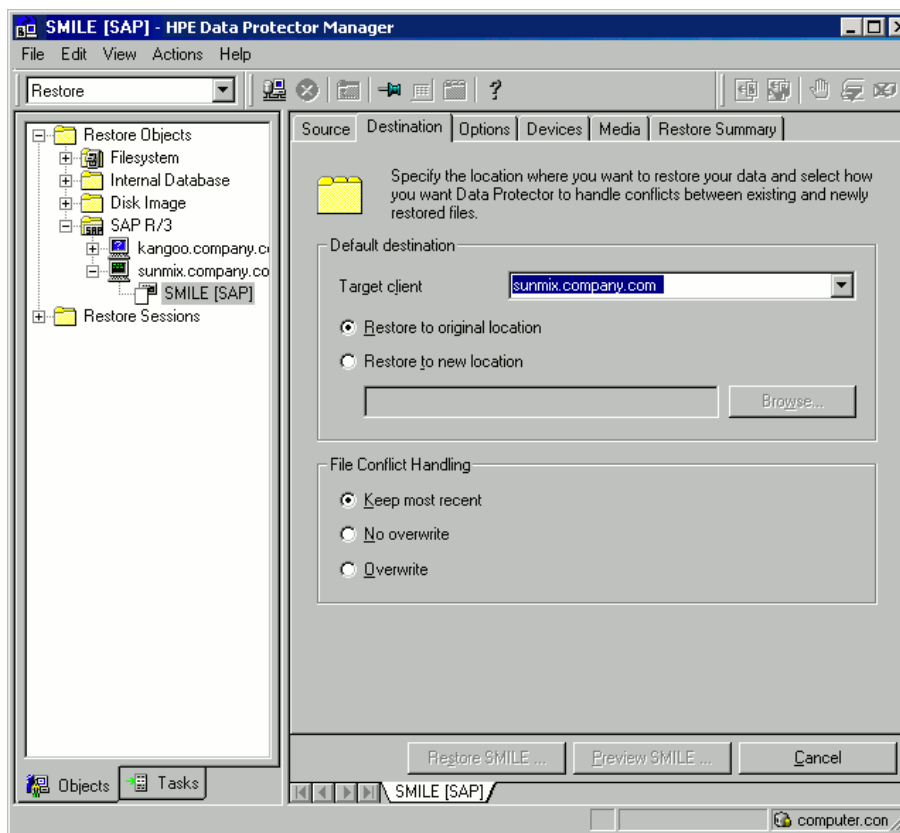 SMILE [SAP] - HPE Data Protector Manager
File Edit View Actions Help
Restore
?
Restore Objects
Filesystem
Internal Database
Disk Image
SAP R/3
kangoo.company.c
sunmix.company.co
SMILE [SAP]
Restore Sessions
Objects
Tasks
Source
Destination
Options
Devices
Media
Restore Summary
Specify the location where you want to restore your data and select how
you want Data Protector to handle conflicts between existing and newly
restored files.
Default destination
Target client
sunmix.company.com
Restore to original location
Restore to new location
Browse...
File Conflict Handling
Keep most recent
No overwrite
Overwrite
Restore SMILE ...
Preview SMILE ...
Cancel
SMILE [SAP]
computer.con